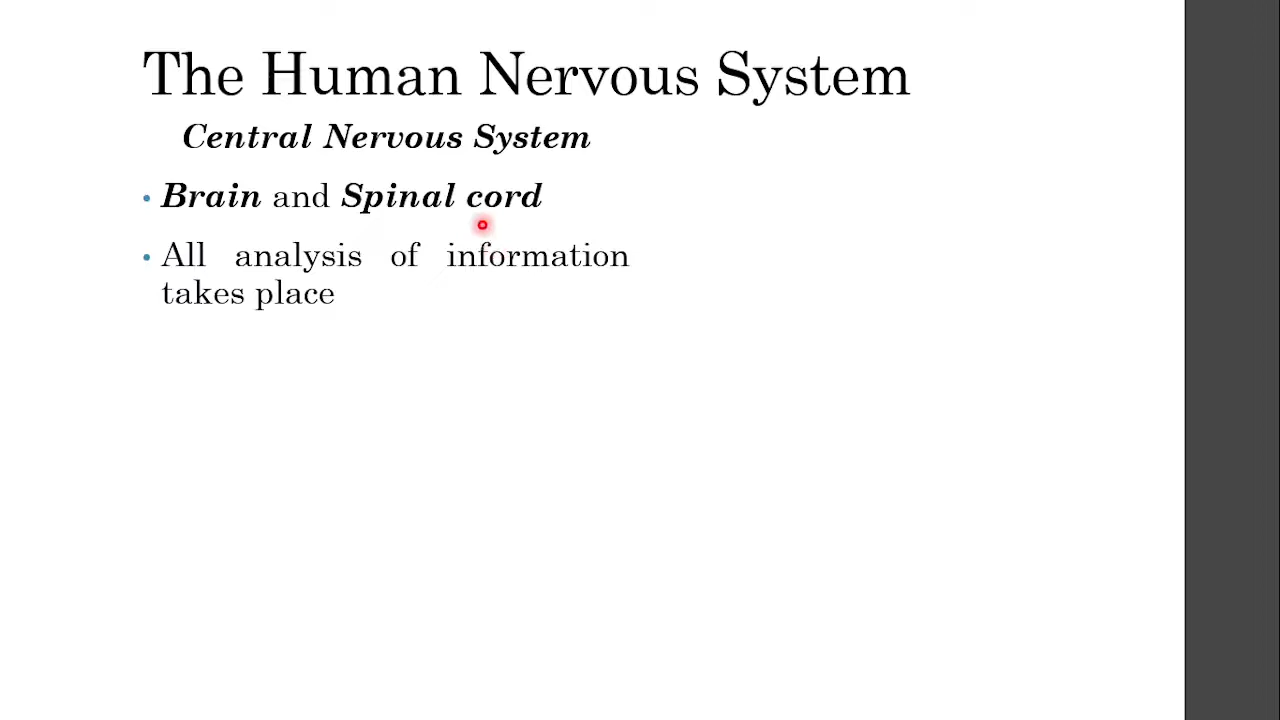 The Human Nervous System
Central Nervous System
• Brain and Spinal cord
• All analysis of information
takes place